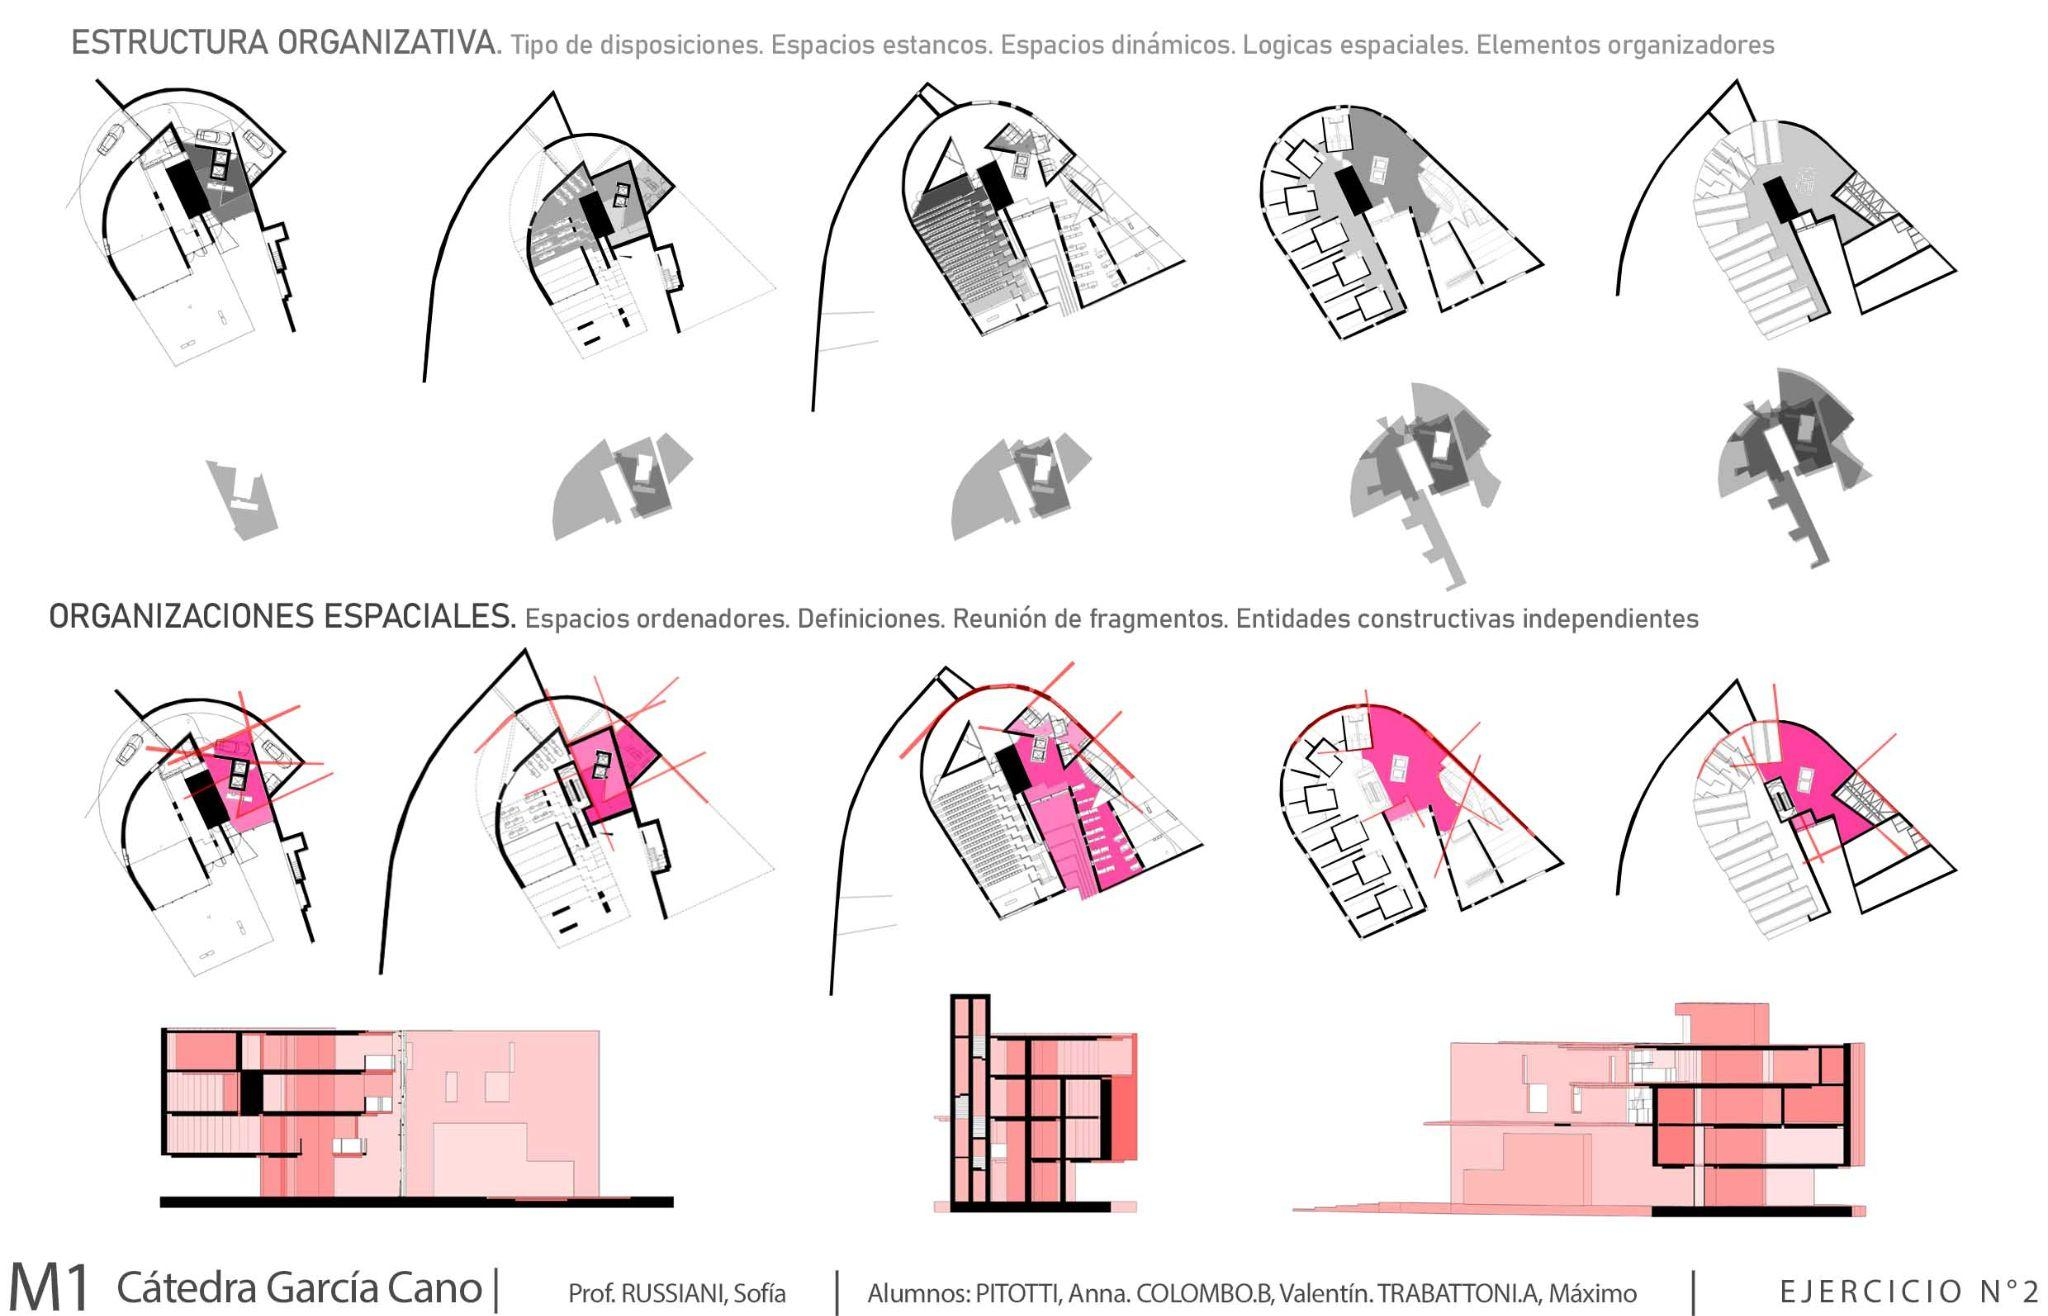 ESTRUCTURA ORGANIZATIVA. Tipo de disposiciones. Espacios estancos. Espacios dinámicos. Logicas espaciales. Elementos organizadores
ORGANIZACIONES ESPACIALES. Espacios ordenadores. Definiciones. Reunión de fragmentos. Entidades constructivas independientes
M1 Cátedra García Cano | Prof. RUSSIANI, Sofía | Alumnos: PITOTTI, Anna. COLOMBO.B, Valentín. TRABATTONI.A, Máximo | EJERCICIO N°2